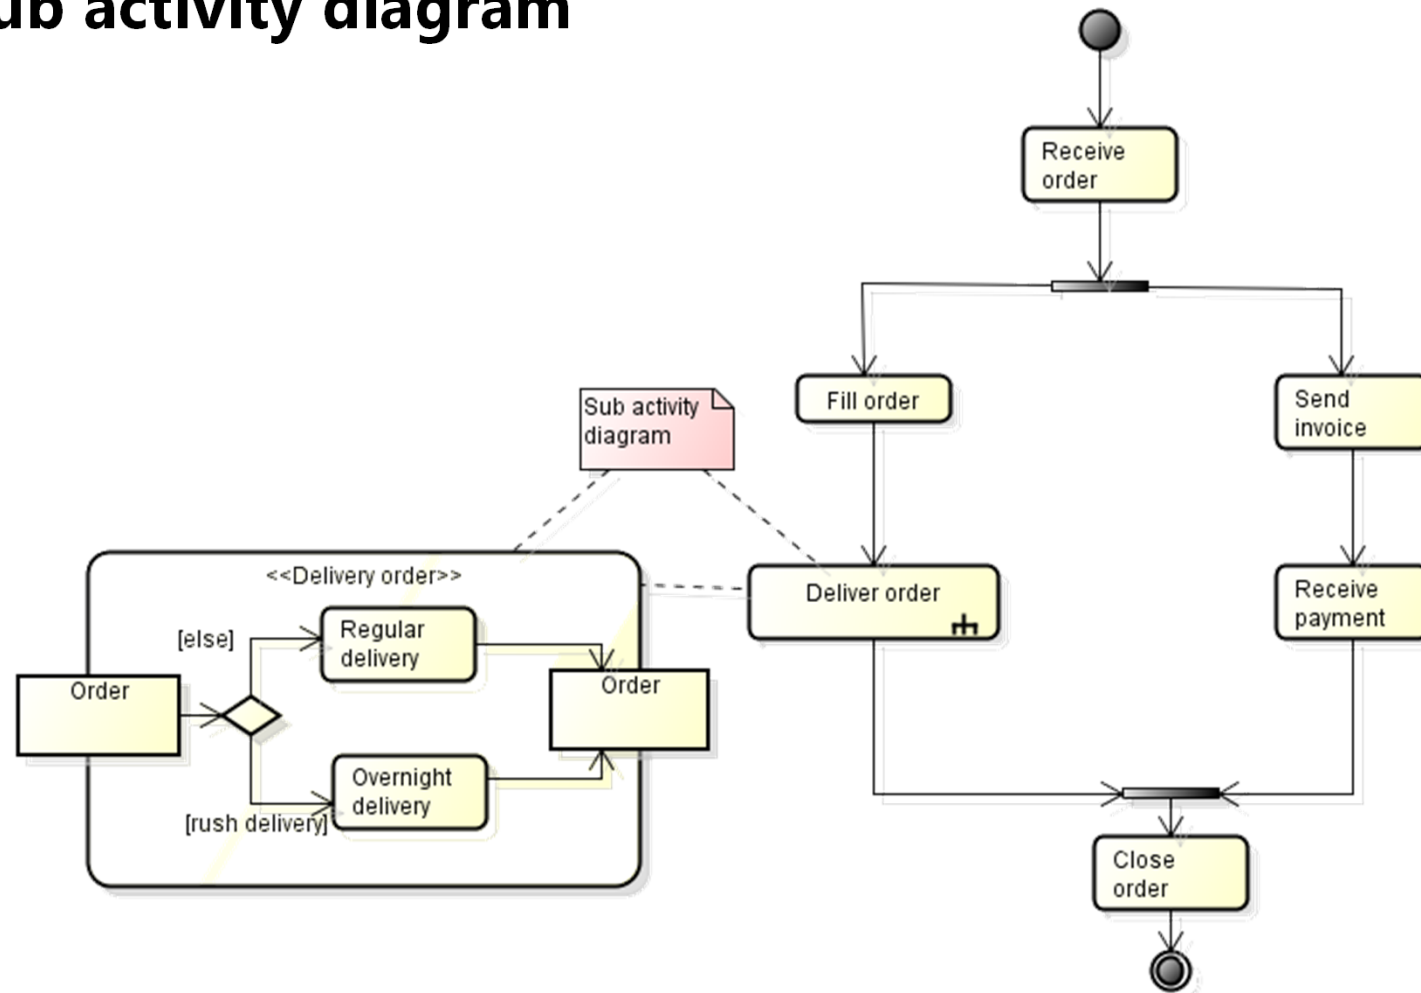 ub activity diagram
Receive
order
Fill order
Send
invoice
Sub activity
diagram
Deliver order
Receive
payment
<<Delivery order>>
[else]
Regular
delivery
Order
Order
Overnight
delivery
[rush delivery]
Close
order